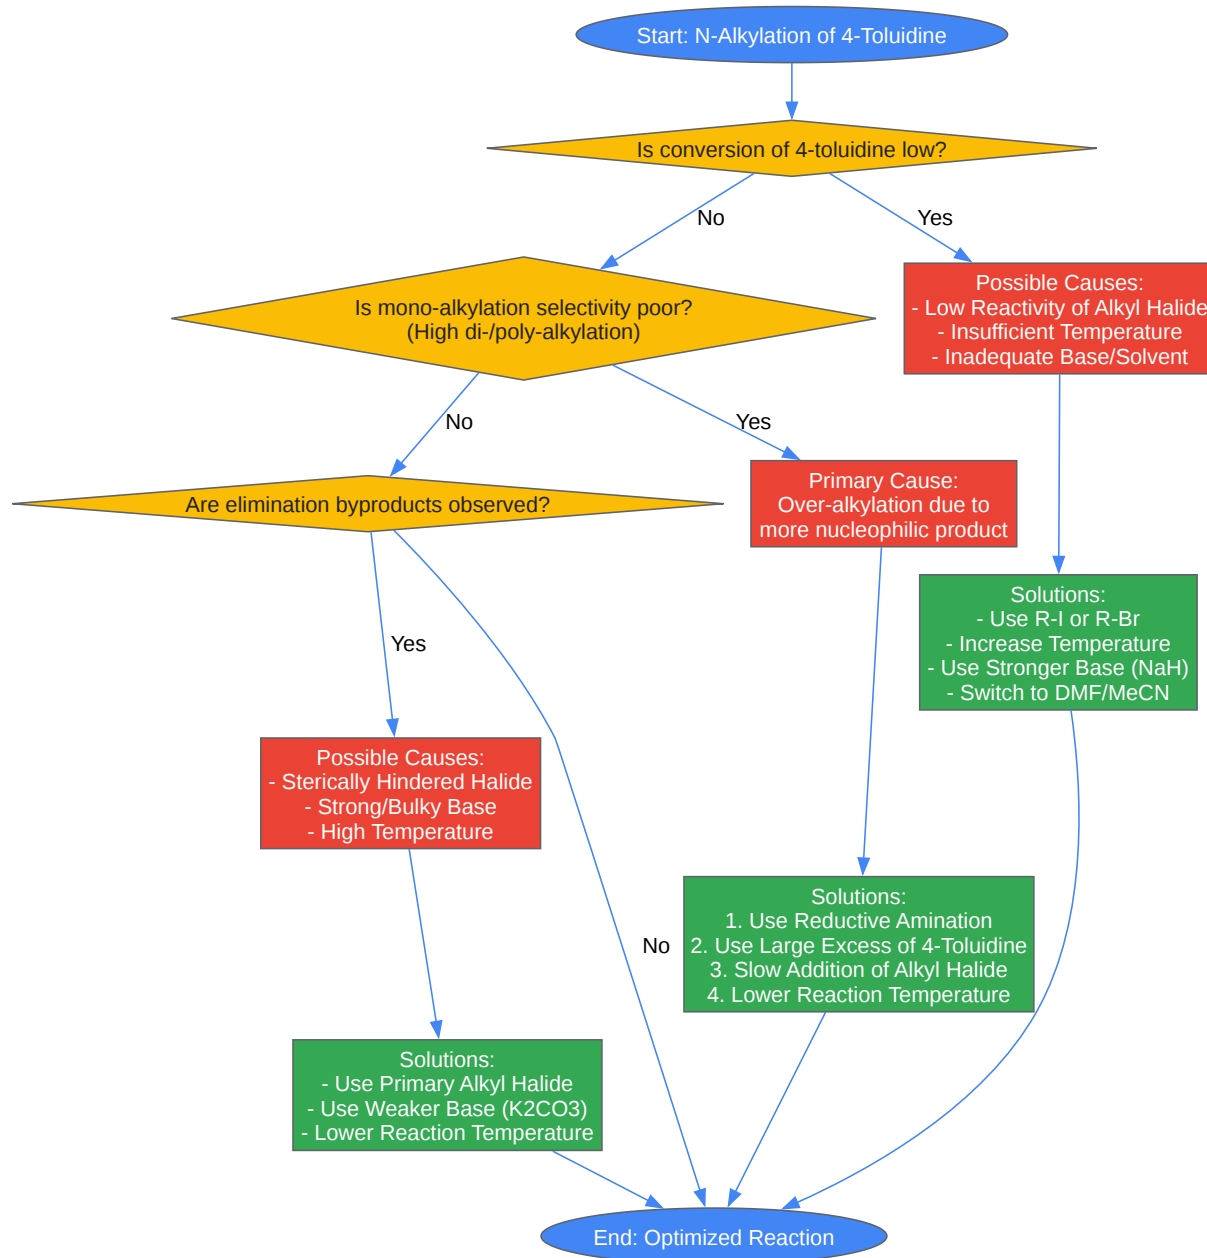 Start: N-Alkylation of 4-Toluidine
Is conversion of 4-toluidine low?
No
Yes
Is mono-alkylation selectivity poor?
(High di-/poly-alkylation)
Possible Causes:
- Low Reactivity of Alkyl Halide
- Insufficient Temperature
- Inadequate Base/Solvent
No
Yes
Are elimination byproducts observed?
Primary Cause:
Over-alkylation due to
more nucleophilic product
Solutions:
- Use R-I or R-Br
- Increase Temperature
- Use Stronger Base (NaH)
- Switch to DMF/MeCN
Yes
Possible Causes:
- Sterically Hindered Halide
- Strong/Bulky Base
- High Temperature
No
Solutions:
1. Use Reductive Amination
2. Use Large Excess of 4-Toluidine
3. Slow Addition of Alkyl Halide
4. Lower Reaction Temperature
Solutions:
- Use Primary Alkyl Halide
- Use Weaker Base (K2CO3)
- Lower Reaction Temperature
End: Optimized Reaction